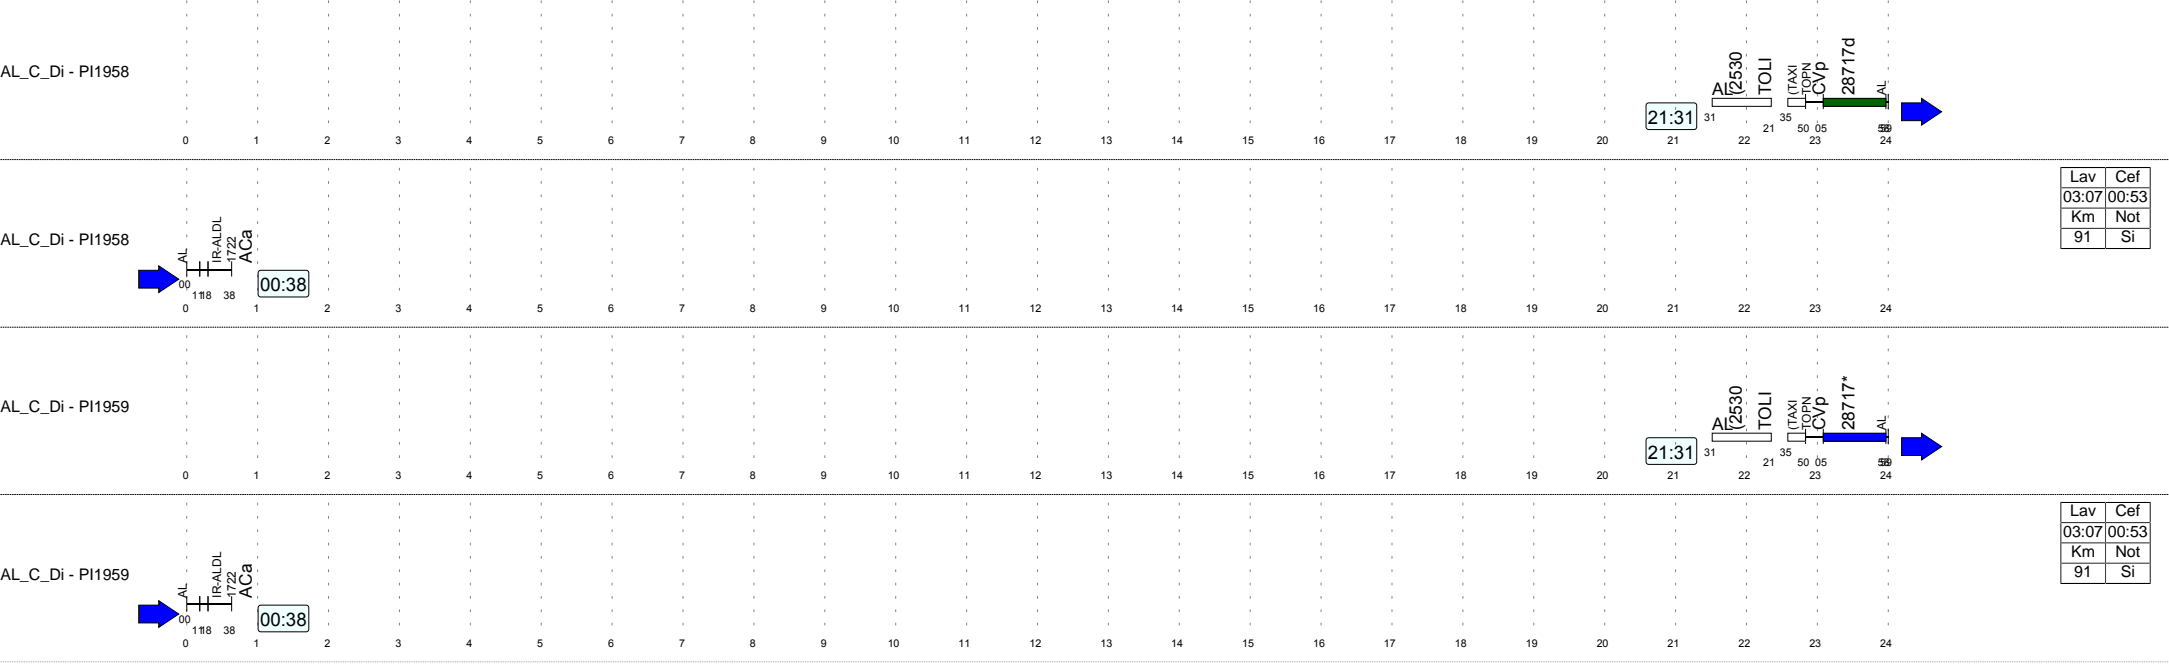 AL_C_Di - PI1958
AL (2530 TOLI (TAXI TOPN CVp 28717d AL
21:31 31 21 35 50 05 59
0 1 2 3 4 5 6 7 8 9 10 11 12 13 14 15 16 17 18 19 20 21 22 23 24
Lav Cef
03:07 00:53
Km Not
91 Si
AL_C_Di - PI1958
AL IR-ALDL 1722 ACa
00 11 18 38 00:38
0 1 2 3 4 5 6 7 8 9 10 11 12 13 14 15 16 17 18 19 20 21 22 23 24
AL_C_Di - PI1959
AL (2530 TOLI (TAXI TOPN CVp 28717* AL
21:31 31 21 35 50 05 59
0 1 2 3 4 5 6 7 8 9 10 11 12 13 14 15 16 17 18 19 20 21 22 23 24
Lav Cef
03:07 00:53
Km Not
91 Si
AL_C_Di - PI1959
AL IR-ALDL 1722 ACa
00 11 18 38 00:38
0 1 2 3 4 5 6 7 8 9 10 11 12 13 14 15 16 17 18 19 20 21 22 23 24